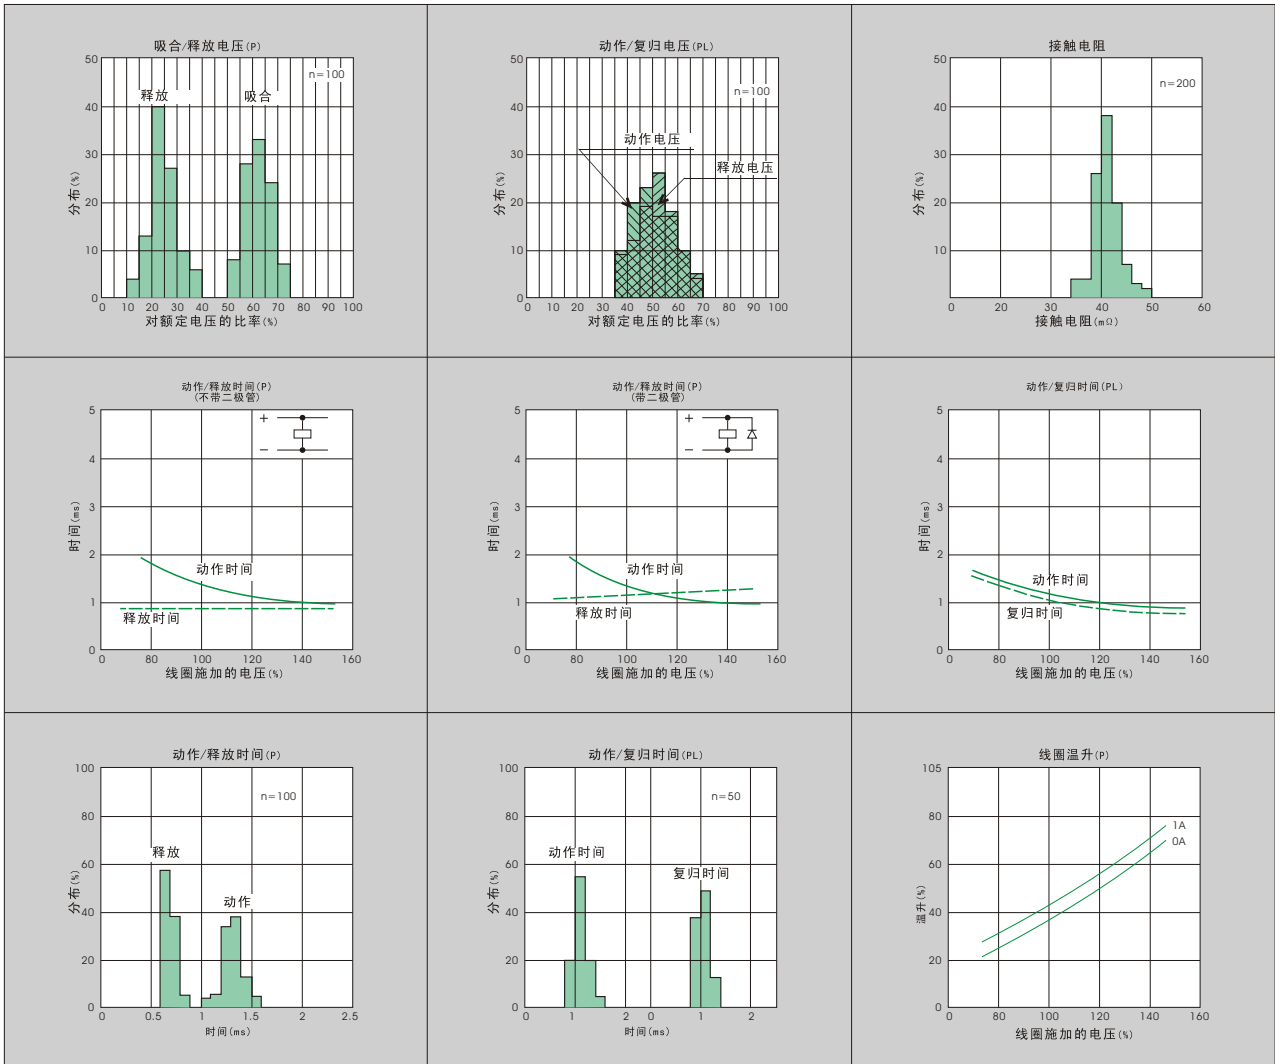 吸合/释放电压(P)
50
40
30
20
10
0
分布(%)
n=100
释放
吸合
0 10 20 30 40 50 60 70 80 90 100
对额定电压的比率(%)
动作/复归电压(PL)
50
40
30
20
10
0
分布(%)
n=100
动作电压
释放电压
0 10 20 30 40 50 60 70 80 90 100
对额定电压的比率(%)
接触电阻
50
40
30
20
10
分布(%)
n=200
0 20 30 40 50 60
接触电阻(mΩ)
动作/释放时间(P)
(不带二极管)
5
4
3
2
1
0
时间(ms)
+
−
动作时间
释放时间
0 80 100 120 140 160
线圈施加的电压(%)
动作/释放时间(P)
(带二极管)
5
4
3
2
1
0
时间(ms)
+
−
动作时间
释放时间
0 80 100 120 140 160
线圈施加的电压(%)
动作/复归时间(PL)
5
4
3
2
1
0
时间(ms)
动作时间
复归时间
0 80 100 120 140 160
线圈施加的电压(%)
动作/释放时间(P)
100
80
60
40
20
0
分布(%)
n=100
释放
动作
0 0.5 1 1.5 2 2.5
时间(ms)
动作/复归时间(PL)
100
80
60
40
20
0
分布(%)
n=50
动作时间
复归时间
0 1 2 0 1 2
时间(ms)
线圈温升(P)
105
80
60
40
20
0
温升(%)
1A
0A
0 80 100 120 140 160
线圈施加的电压(%)